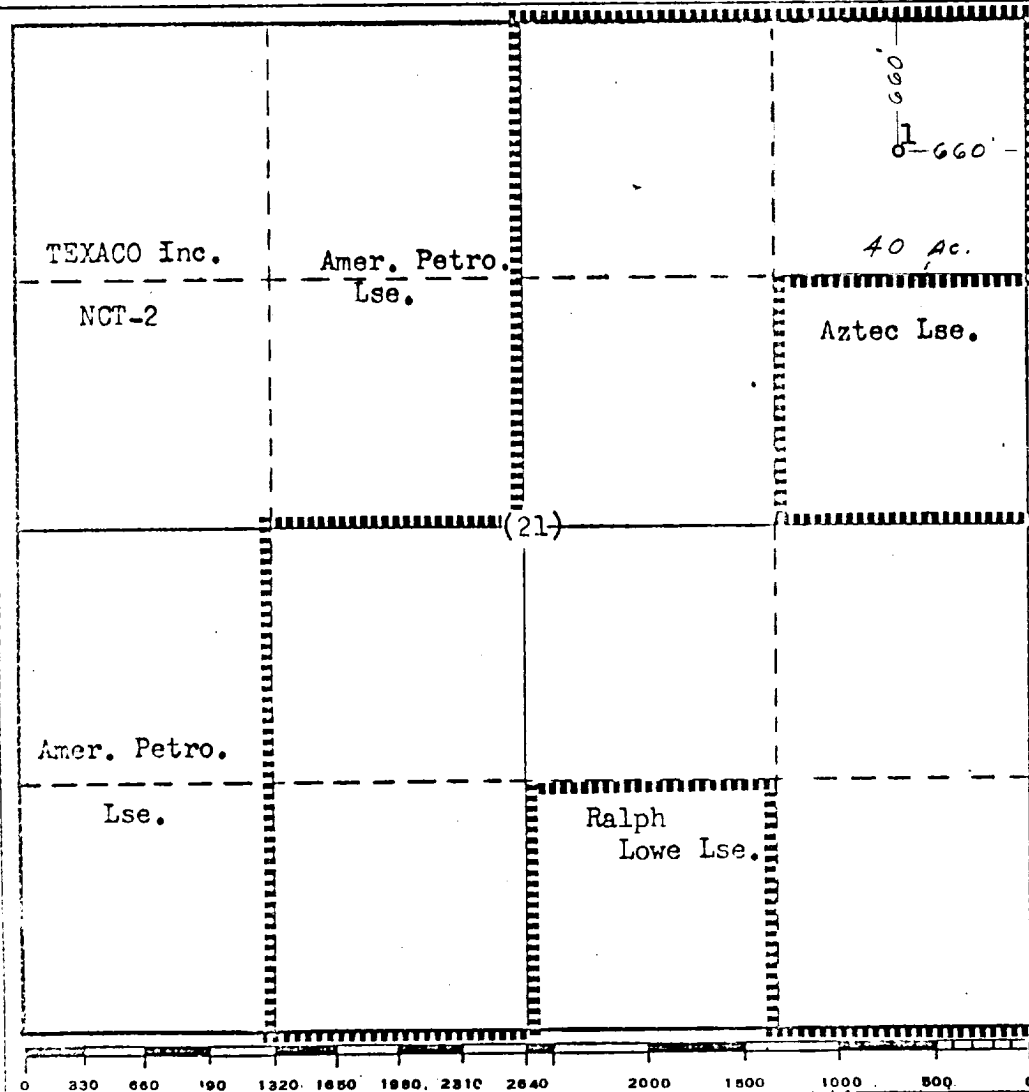 660'
1
660'
40 Ac.
TEXACO Inc.
NCT-2
Amer. Petro.
Lse.
Aztec Lse.
(21)
Amer. Petro.
Lse.
Ralph
Lowe Lse.
0 330 660 990 1320 1650 1980 2310 2640 2000 1500 1000 500